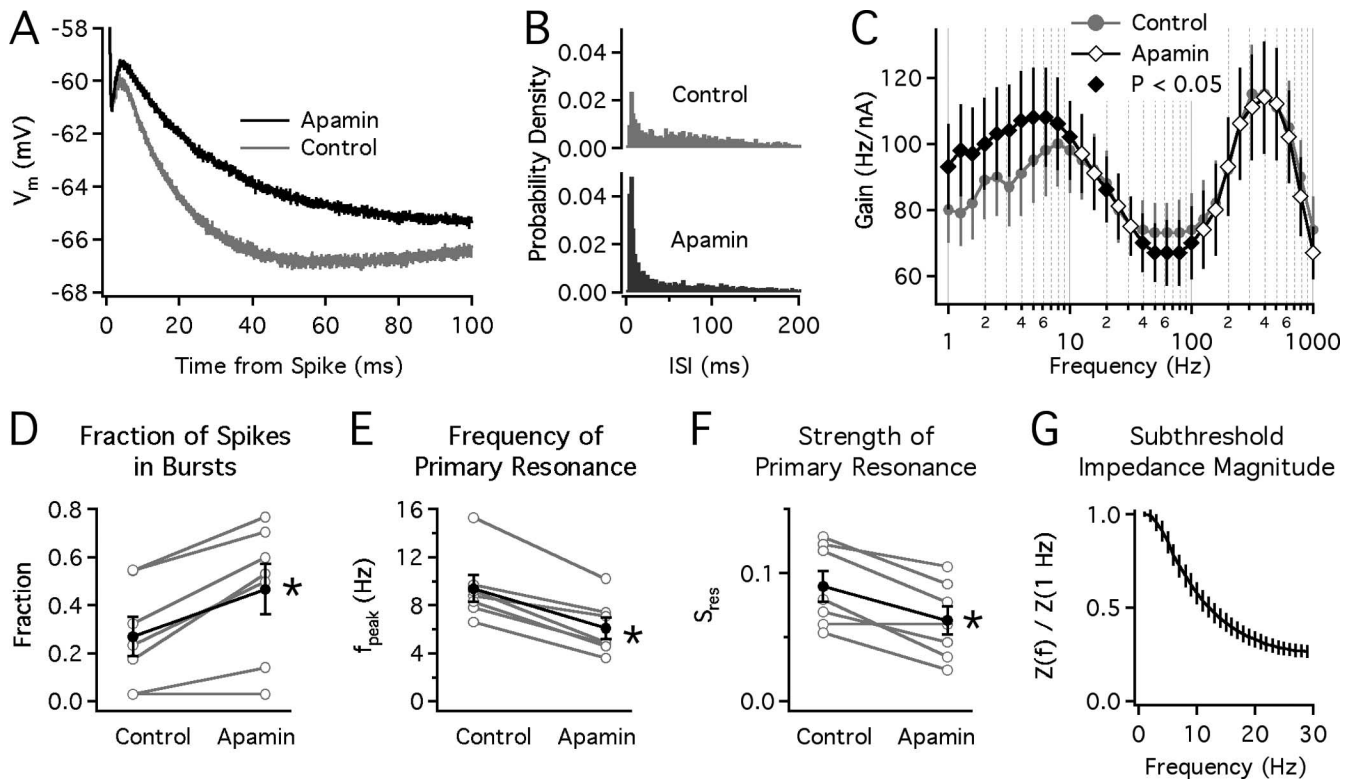 A
-58
-60
-62
-64
-66
-68
Vm (mV)
Apamin
Control
0 20 40 60 80 100
Time from Spike (ms)
B
Probability Density
0.04
0.02
0.00
Control
0.04
0.02
0.00
Apamin
0 100 200
ISI (ms)
C
Control
Apamin
P < 0.05
Gain (Hz/nA)
120
100
80
60
1 2 4 6 10 2 4 6 100 2 4 6 1000
Frequency (Hz)
D Fraction of Spikes
in Bursts
Fraction
0.8
0.6
0.4
0.2
0.0
*
Control Apamin
E Frequency of
Primary Resonance
fpeak (Hz)
16
12
8
4
0
*
Control Apamin
F Strength of
Primary Resonance
Sres
0.1
0.0
*
Control Apamin
G Subthreshold
Impedance Magnitude
Z(f) / Z(1 Hz)
1.0
0.5
0.0
0 10 20 30
Frequency (Hz)